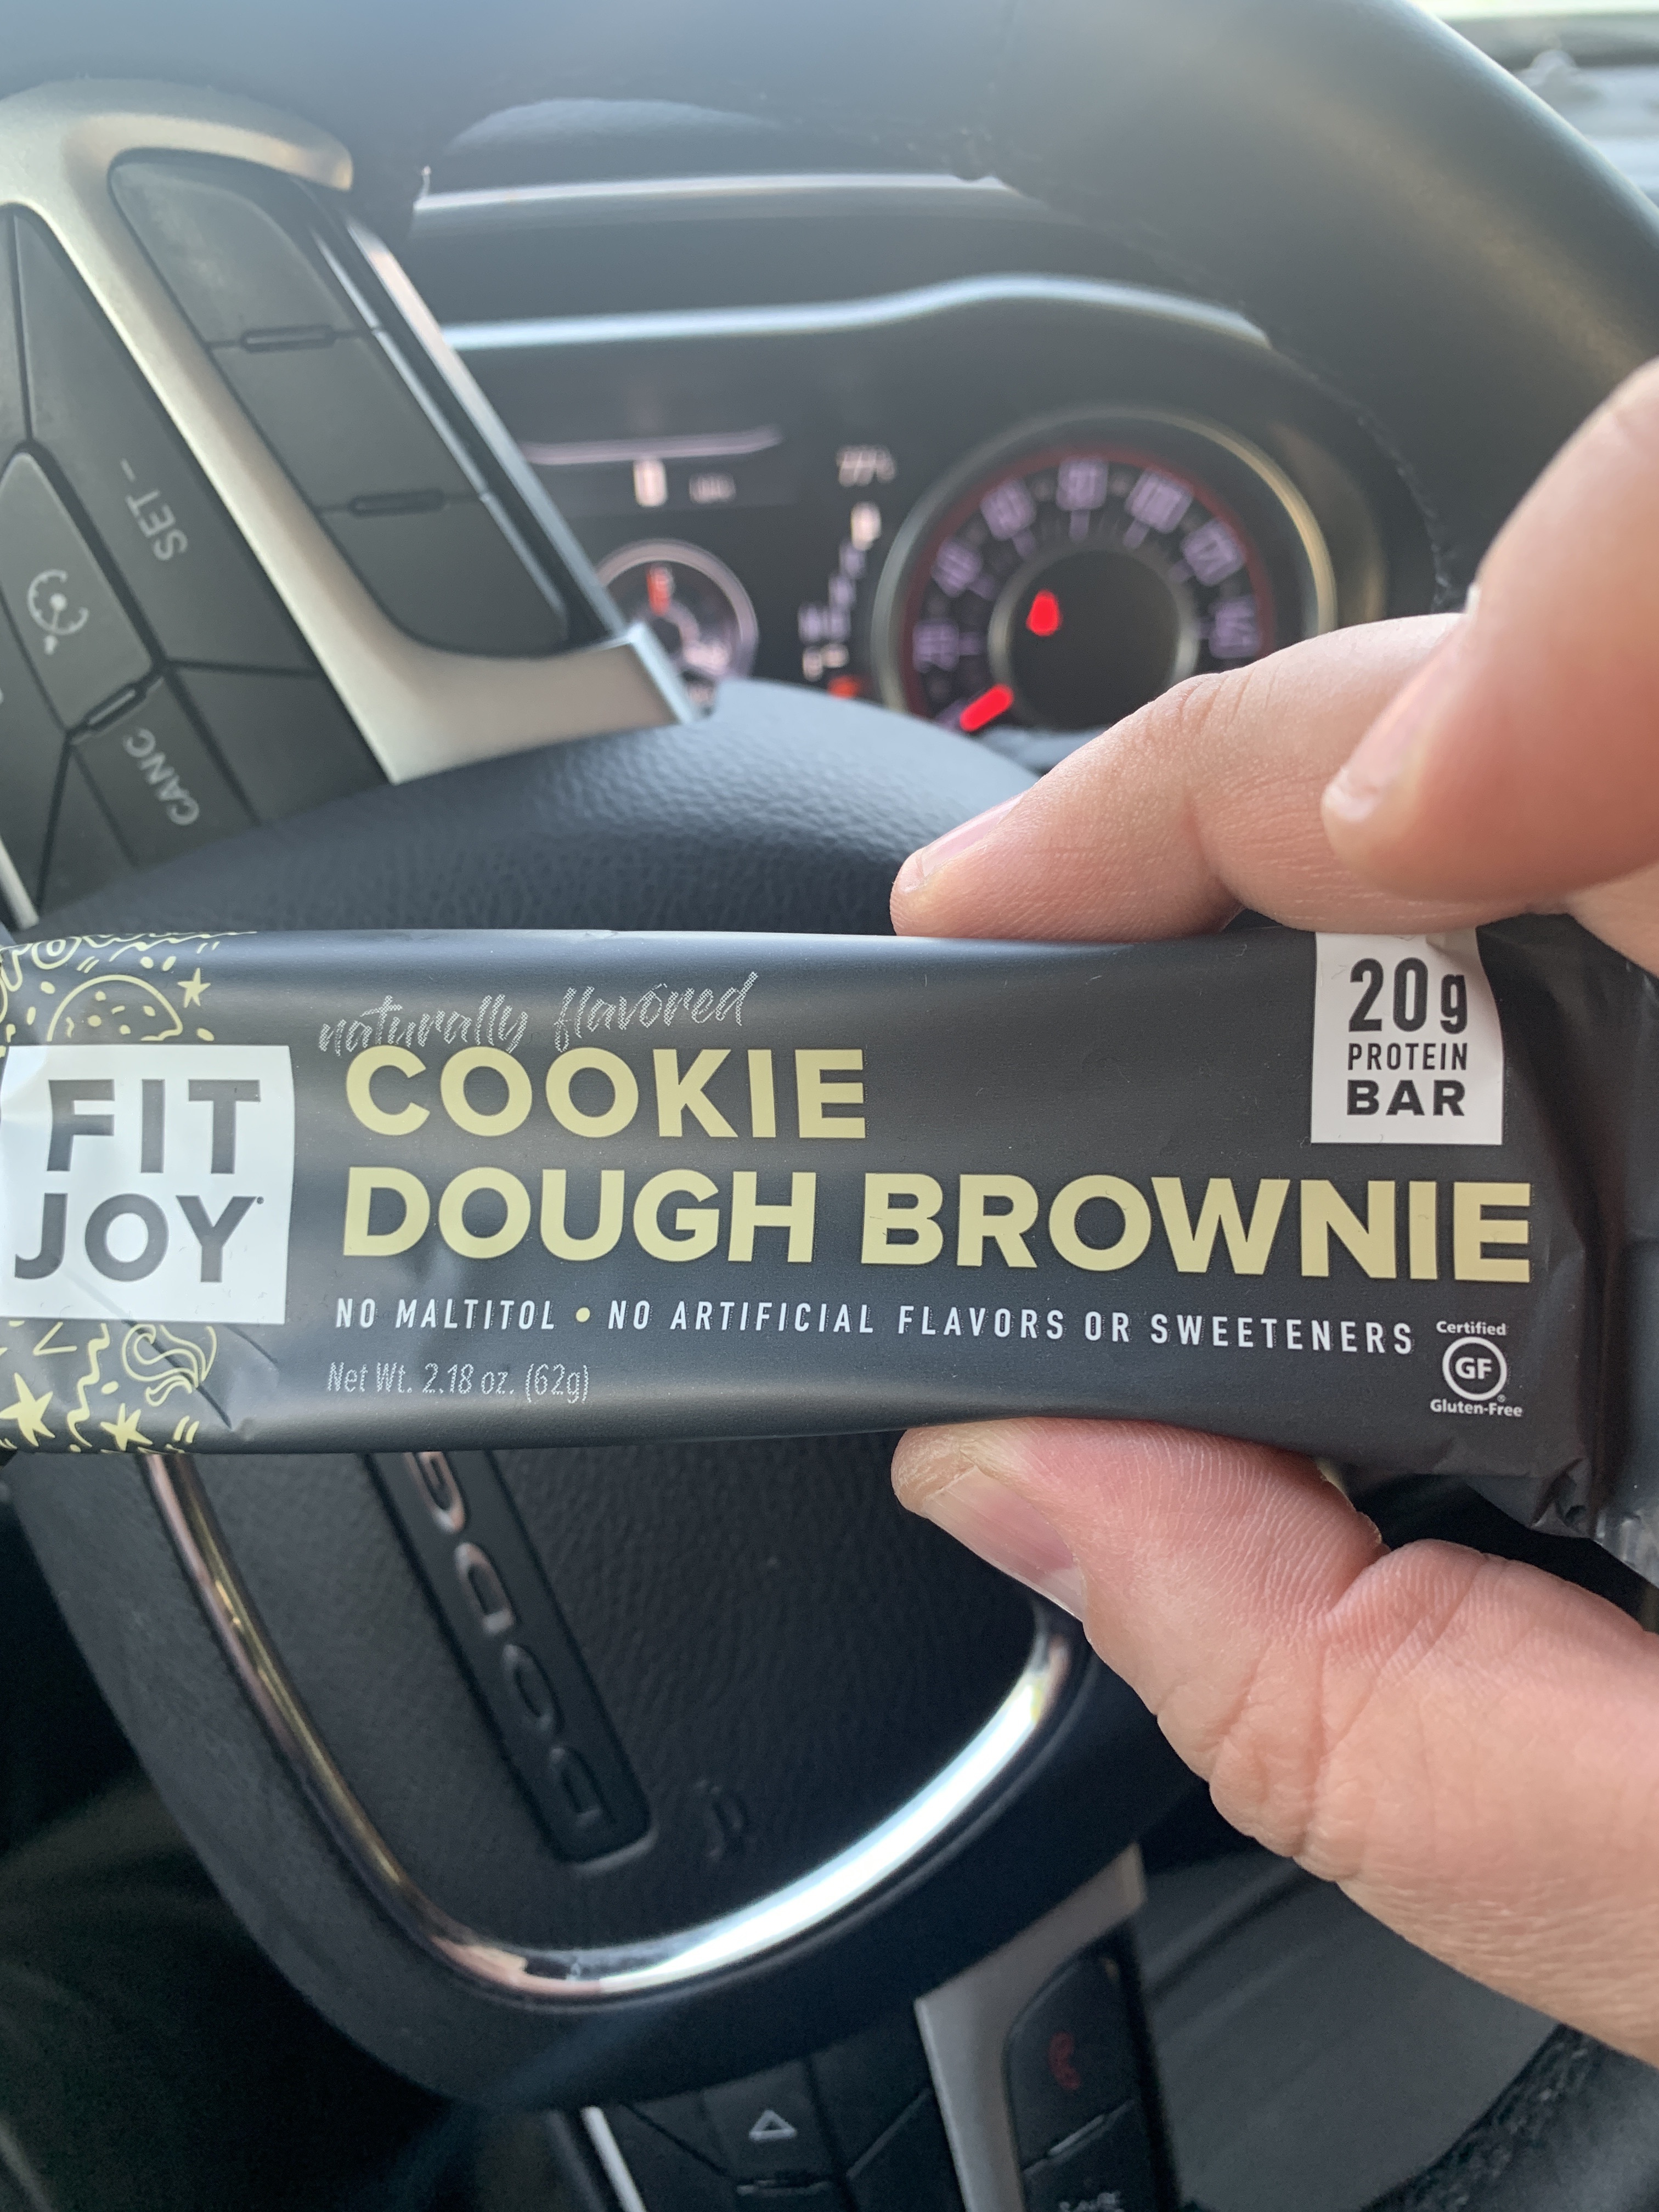 SET -
CANC
naturally flavored
COOKIE
DOUGH BROWNIE
FIT
JOY
20g
PROTEIN
BAR
NO MALTITOL • NO ARTIFICIAL FLAVORS OR SWEETENERS
Net Wt. 2.18 oz. (62g)
Certified
GF
Gluten-Free
DODGE